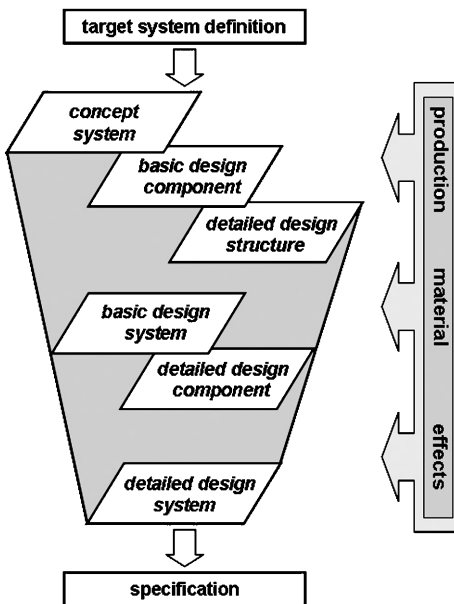 target system definition
concept
system
basic design
component
detailed design
structure
basic design
system
detailed design
component
detailed design
system
specification
production
material
effects